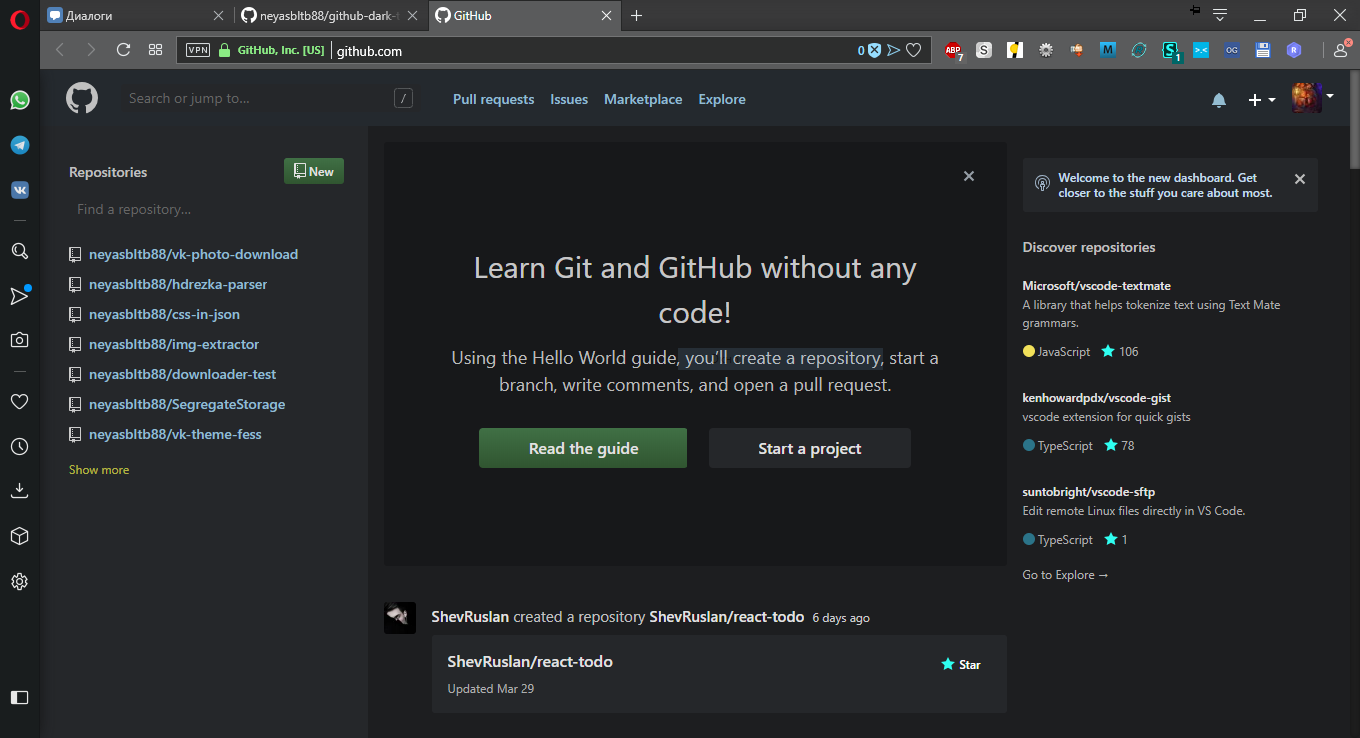 Диалоги
neyasbltb88/github-dark-t
GitHub
VPN
GitHub, Inc. [US]
github.com
0
ABP
7
S
M
S
1
>.<
OG
R
Search or jump to...
/
Pull requests
Issues
Marketplace
Explore
Repositories
New
Find a repository...
neyasbltb88/vk-photo-download
neyasbltb88/hdrezka-parser
neyasbltb88/css-in-json
neyasbltb88/img-extractor
neyasbltb88/downloader-test
neyasbltb88/SegregateStorage
neyasbltb88/vk-theme-fess
Show more
Learn Git and GitHub without any
code!
Using the Hello World guide, you’ll create a repository, start a
branch, write comments, and open a pull request.
Read the guide
Start a project
ShevRuslan created a repository ShevRuslan/react-todo 6 days ago
ShevRuslan/react-todo
Star
Updated Mar 29
Welcome to the new dashboard. Get
closer to the stuff you care about most.
Discover repositories
Microsoft/vscode-textmate
A library that helps tokenize text using Text Mate
grammars.
JavaScript 106
kenhowardpdx/vscode-gist
vscode extension for quick gists
TypeScript 78
suntobright/vscode-sftp
Edit remote Linux files directly in VS Code.
TypeScript 1
Go to Explore →